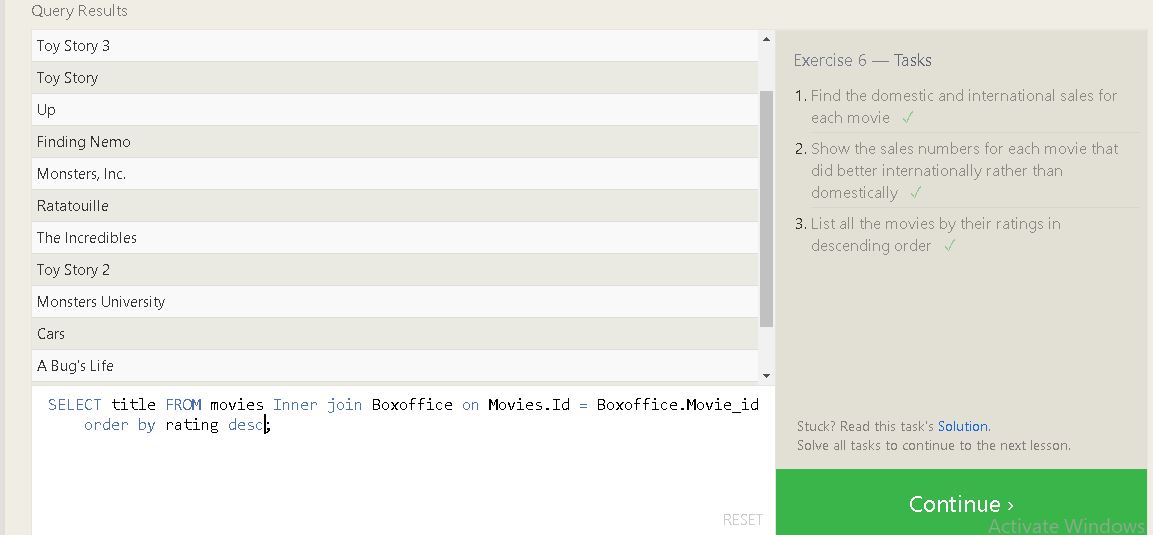 Query Results
Toy Story 3
Toy Story
Up
Finding Nemo
Monsters, Inc.
Ratatouille
The Incredibles
Toy Story 2
Monsters University
Cars
A Bug's Life
SELECT title FROM movies Inner join Boxoffice on Movies.Id = Boxoffice.Movie_id
order by rating desc;
RESET
Exercise 6 — Tasks
1. Find the domestic and international sales for
each movie ✓
2. Show the sales numbers for each movie that
did better internationally rather than
domestically ✓
3. List all the movies by their ratings in
descending order ✓
Stuck? Read this task's Solution.
Solve all tasks to continue to the next lesson.
Continue ›
Activate Windows